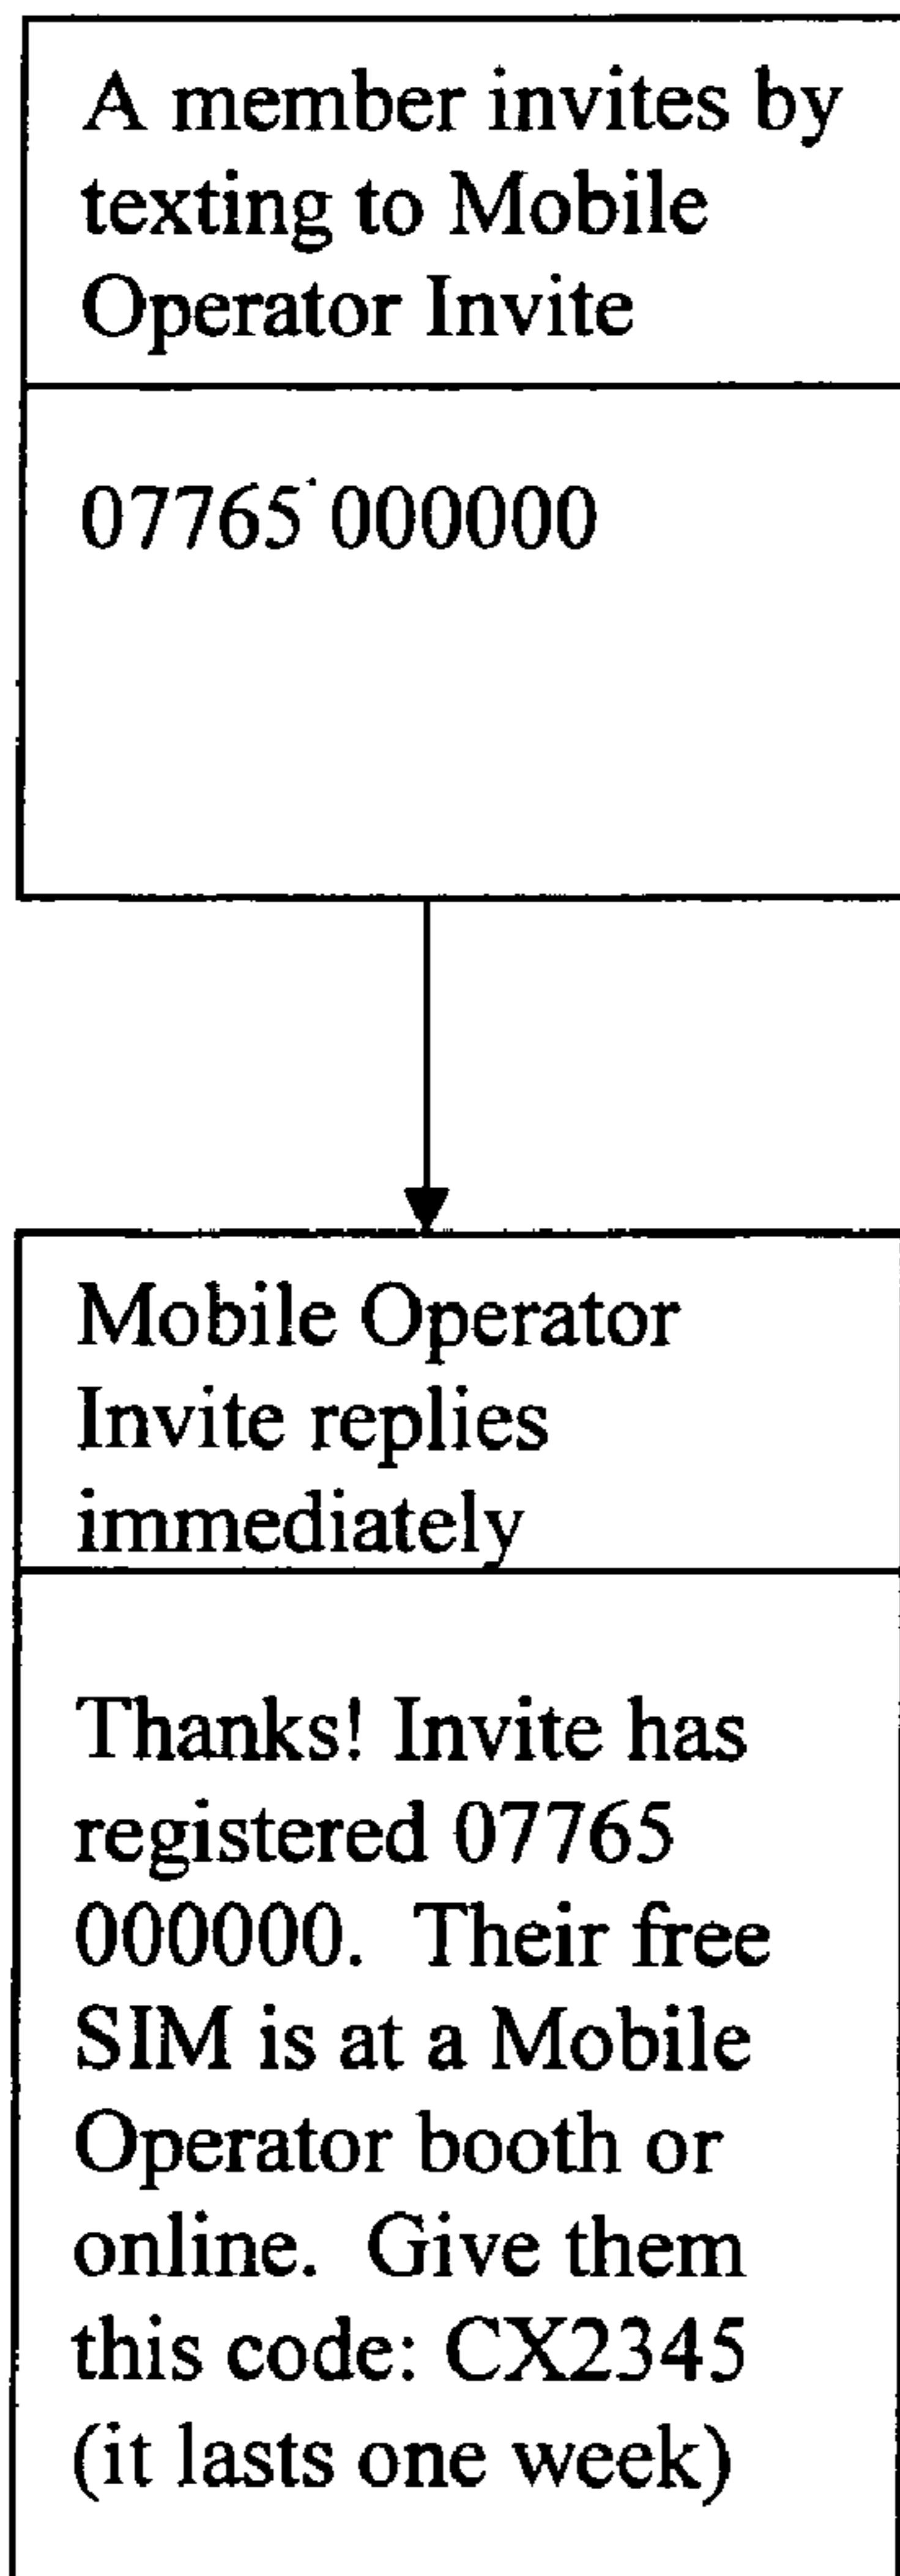 A member invites by
texting to Mobile
Operator Invite
07765 000000
Mobile Operator
Invite replies
immediately
Thanks! Invite has
registered 07765
000000.  Their free
SIM is at a Mobile
Operator booth or
online.  Give them
this code: CX2345
(it lasts one week)